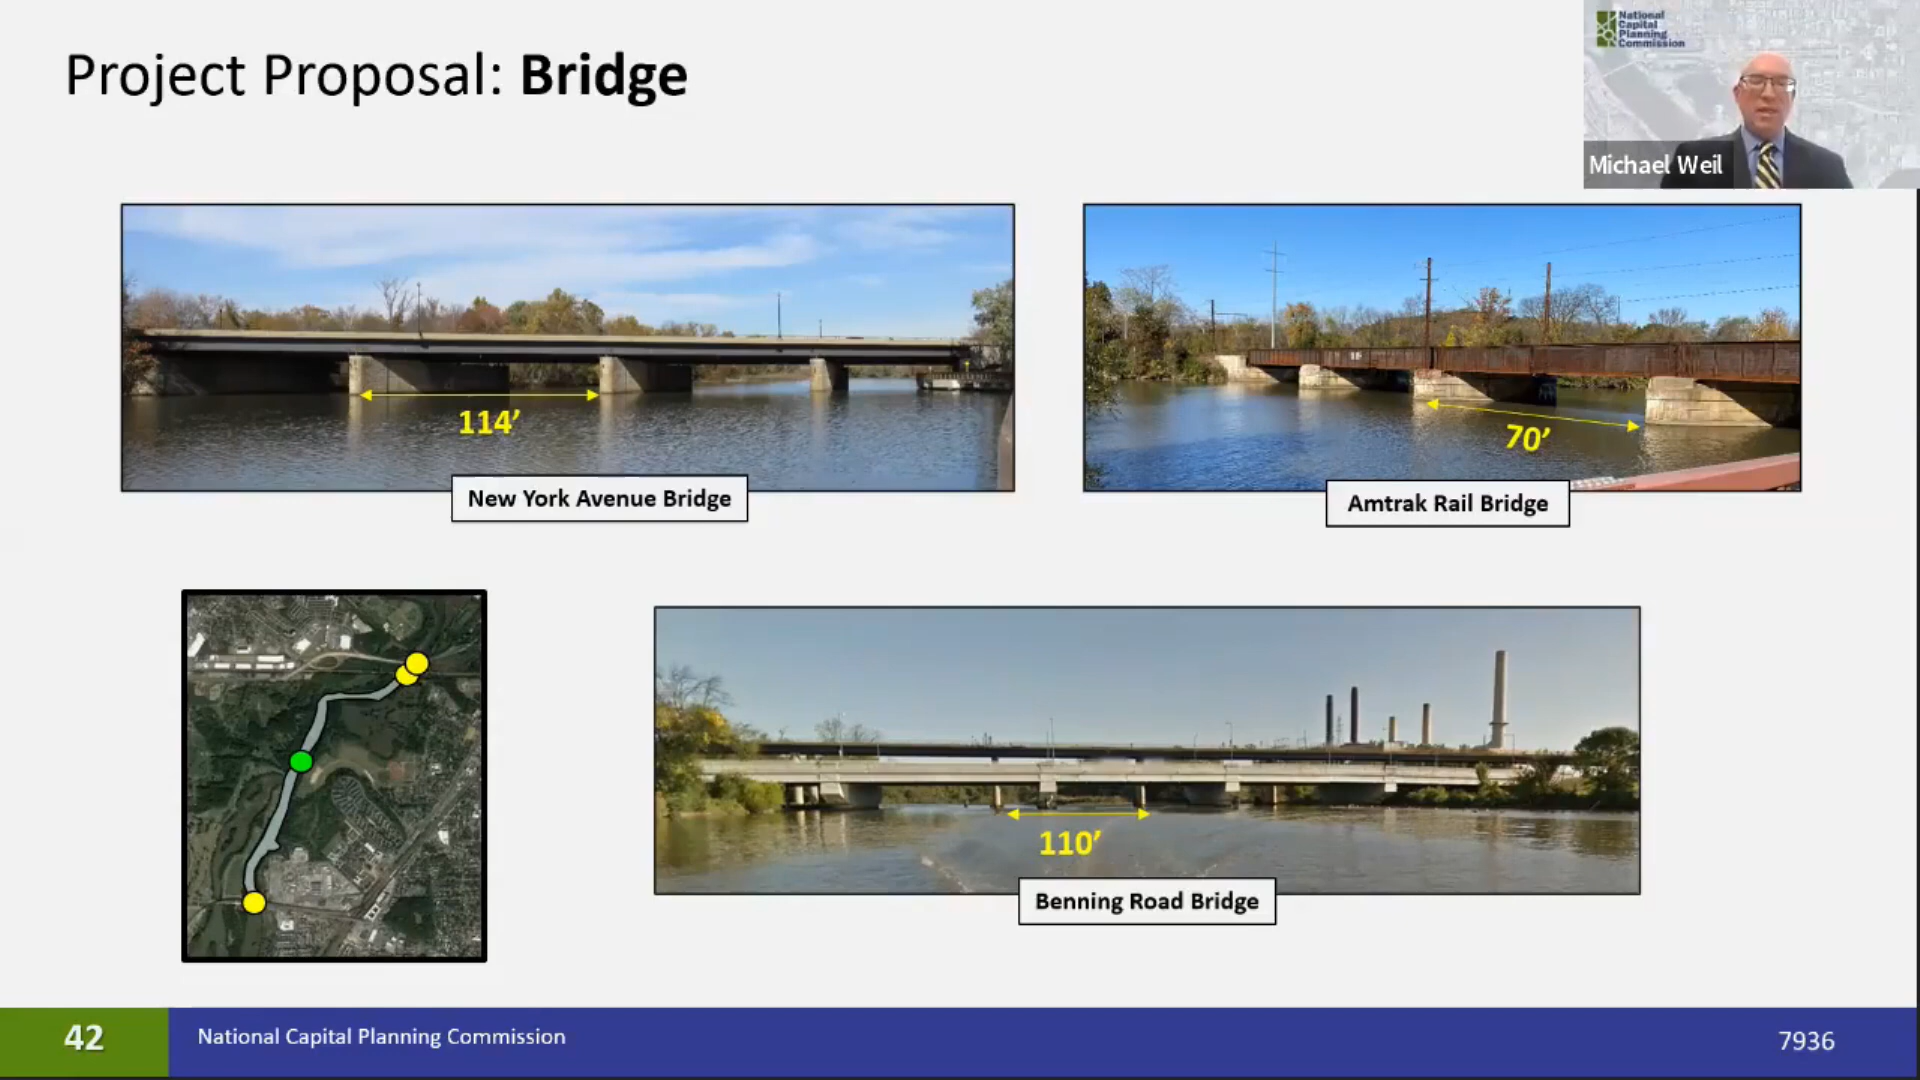 Project Proposal: Bridge
National
Capital
Planning
Commission
Michael Weil
114’
New York Avenue Bridge
70’
Amtrak Rail Bridge
110’
Benning Road Bridge
42
National Capital Planning Commission
7936